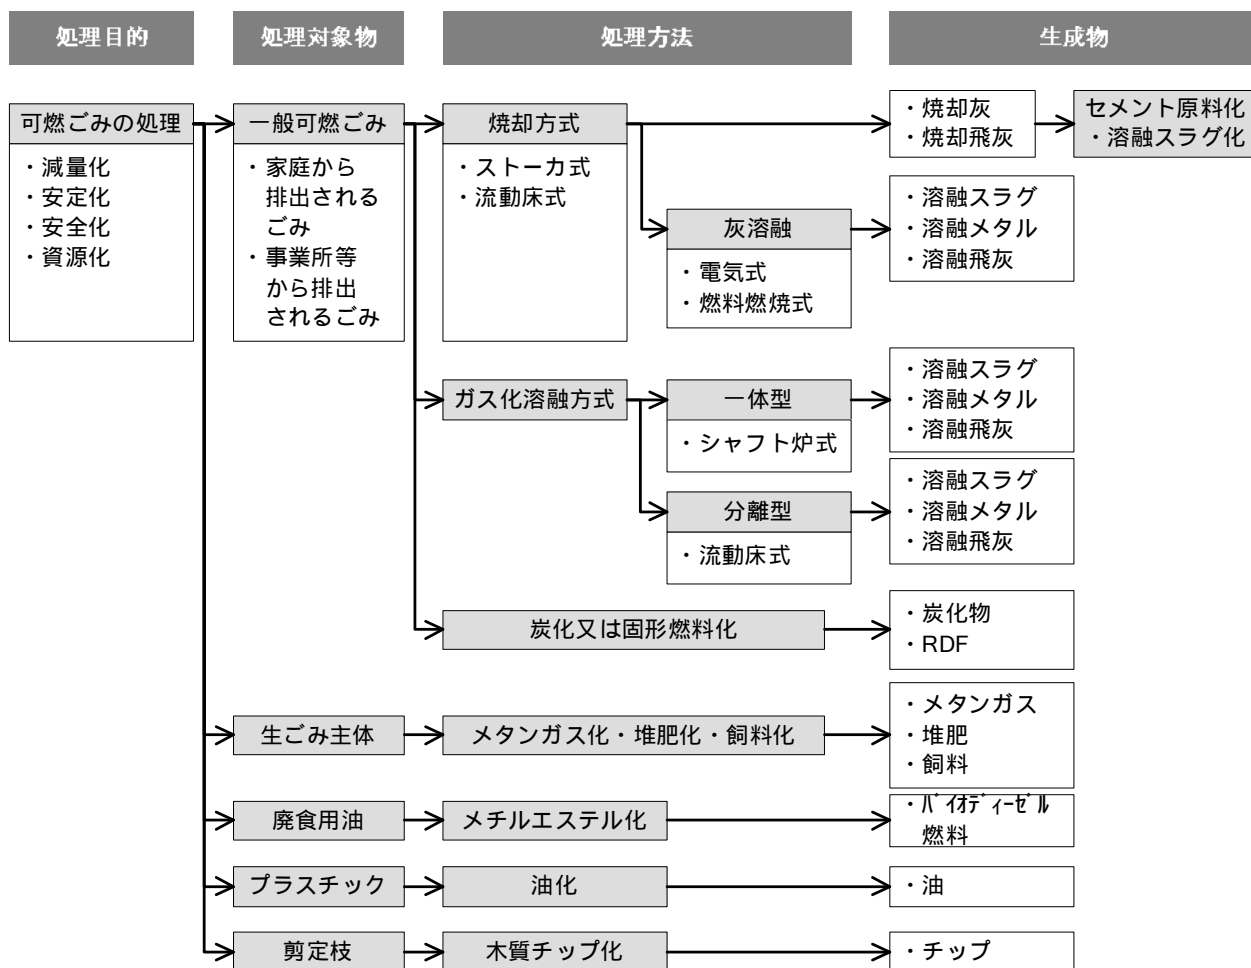 処理目的
処理対象物
処理方法
生成物
可燃ごみの処理
・減量化
・安定化
・安全化
・資源化
一般可燃ごみ
・家庭から
排出される
ごみ
・事業所等
から排出
されるごみ
焼却方式
・ストーカ式
・流動床式
・焼却灰
・焼却飛灰
セメント原料化
・溶融スラグ化
灰溶融
・電気式
・燃料燃焼式
・溶融スラグ
・溶融メタル
・溶融飛灰
ガス化溶融方式
一体型
・シャフト炉式
・溶融スラグ
・溶融メタル
・溶融飛灰
分離型
・流動床式
・溶融スラグ
・溶融メタル
・溶融飛灰
炭化又は固形燃料化
・炭化物
・RDF
生ごみ主体
メタンガス化・堆肥化・飼料化
・メタンガス
・堆肥
・飼料
廃食用油
メチルエステル化
・ﾊﾞｲｵﾃﾞｨｰｾﾞﾙ
燃料
プラスチック
油化
・油
剪定枝
木質チップ化
・チップ